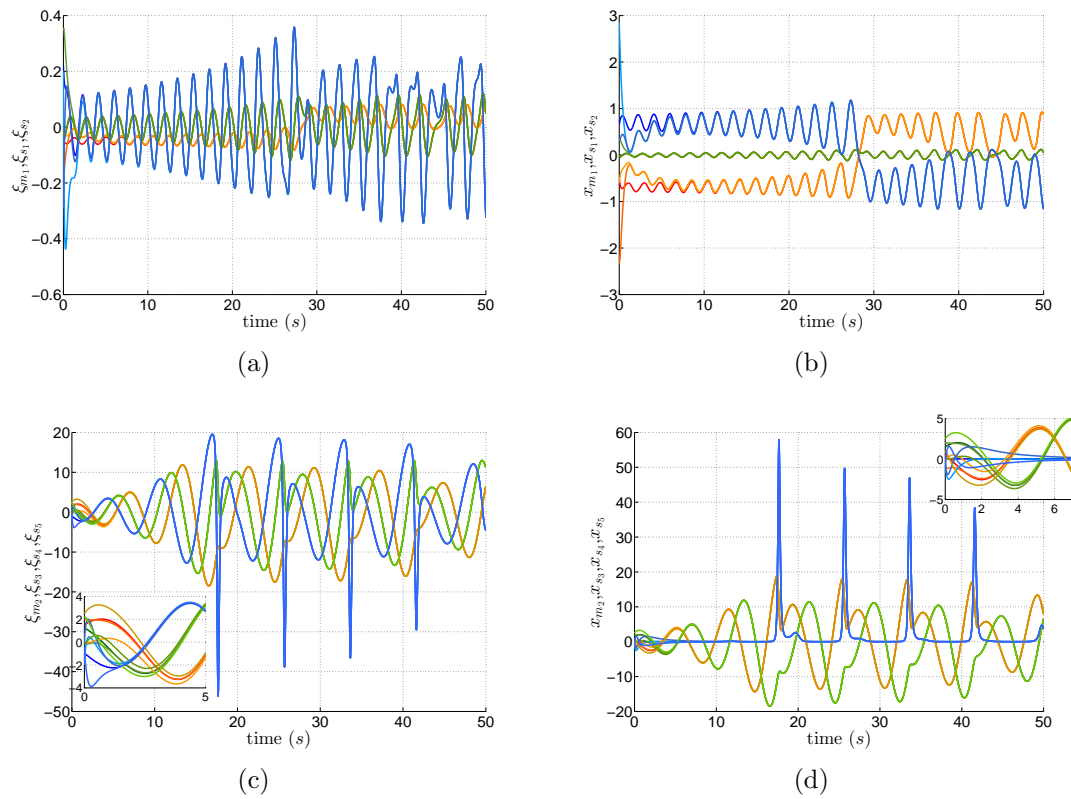 0.4
0.2
0
−0.2
−0.4
−0.6
0 10 20 30 40 50
ξm1,ξs1,ξs2
time (s)
(a)
3
2
1
0
−1
−2
−3
0 10 20 30 40 50
xm1,xs1,xs2
time (s)
(b)
20
10
0
−10
−20
−30
−40
−50
0 10 20 30 40 50
ξm2,ξs3,ξs4,ξs5
4
2
0
−2
−4
0 5
time (s)
(c)
60
50
40
30
20
10
0
−10
−20
0 10 20 30 40 50
xm2,xs3,xs4,xs5
5
0
−5
0 2 4 6
time (s)
(d)